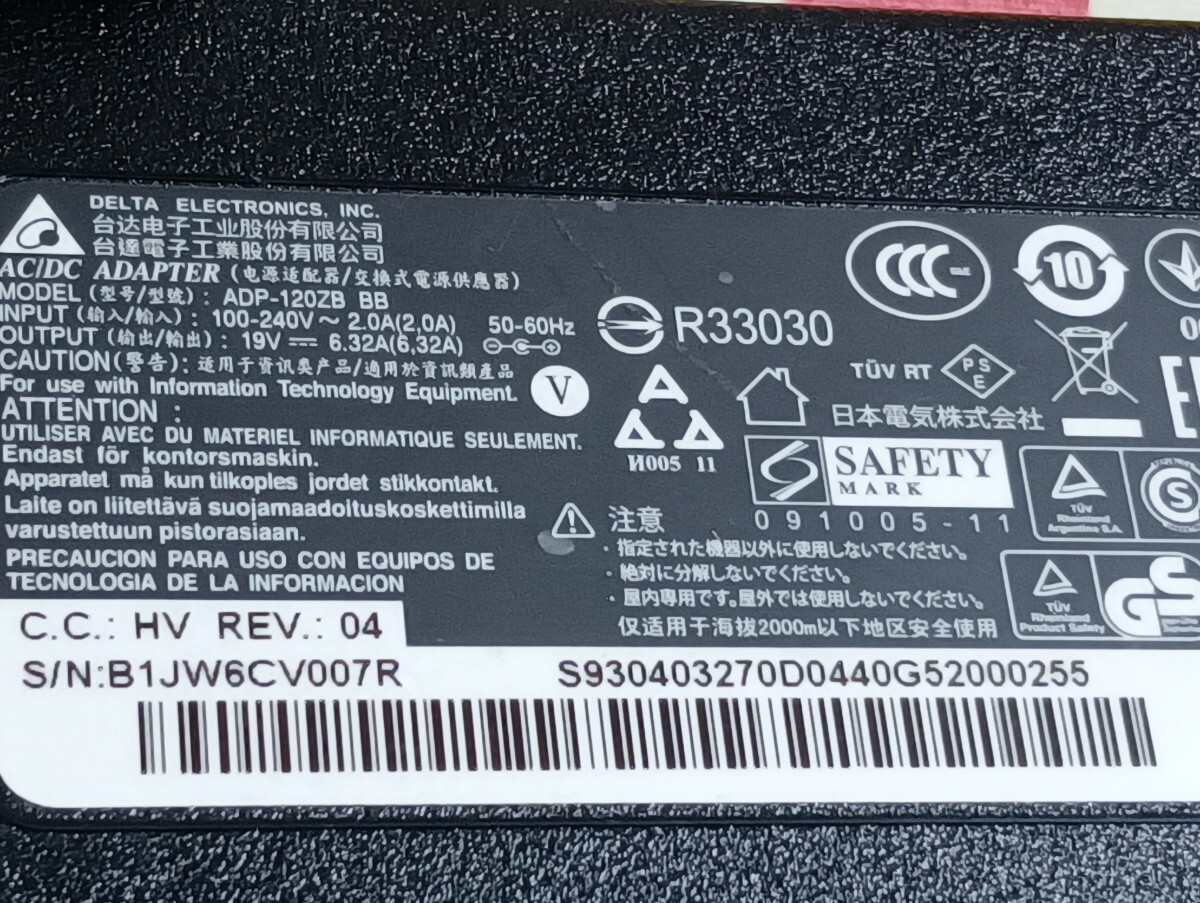 DELTA ELECTRONICS, INC.
台达电子工业股份有限公司
台達電子工業股份有限公司
AC/DC ADAPTER (电源适配器/交換式電源供應器)
MODEL (型号/型號) : ADP-120ZB BB
INPUT (输入/輸入) : 100-240V～ 2.0A(2,0A) 50-60Hz
OUTPUT (输出/輸出) : 19V ⎓ 6.32A(6,32A)
CAUTION(警告): 适用于资讯类产品/適用於資訊類產品
For use with Information Technology Equipment.
V
ATTENTION :
UTILISER AVEC DU MATERIEL INFORMATIQUE SEULEMENT.
Endast för kontorsmaskin.
Apparatet må kun tilkoples jordet stikkontakt.
Laite on liitettävä suojamaadoituskoskettimilla
varustettuun pistorasiaan.
PRECAUCION PARA USO CON EQUIPOS DE
TECNOLOGIA DE LA INFORMACION
R33030
И005 11
CCC
10
TÜV RT
PSE
日本電気株式会社
SAFETY
MARK
091005-11
TÜV
Rheinland
Argentina S.A.
S
TÜV
Rheinland
Product Safety
GS
注意
・指定された機器以外に使用しないでください。
・絶対に分解しないでください。
・屋内専用です。屋外では使用しないでください。
仅适用于海拔2000m以下地区安全使用
C.C.: HV REV.: 04
S/N:B1JW6CV007R S930403270D0440G52000255